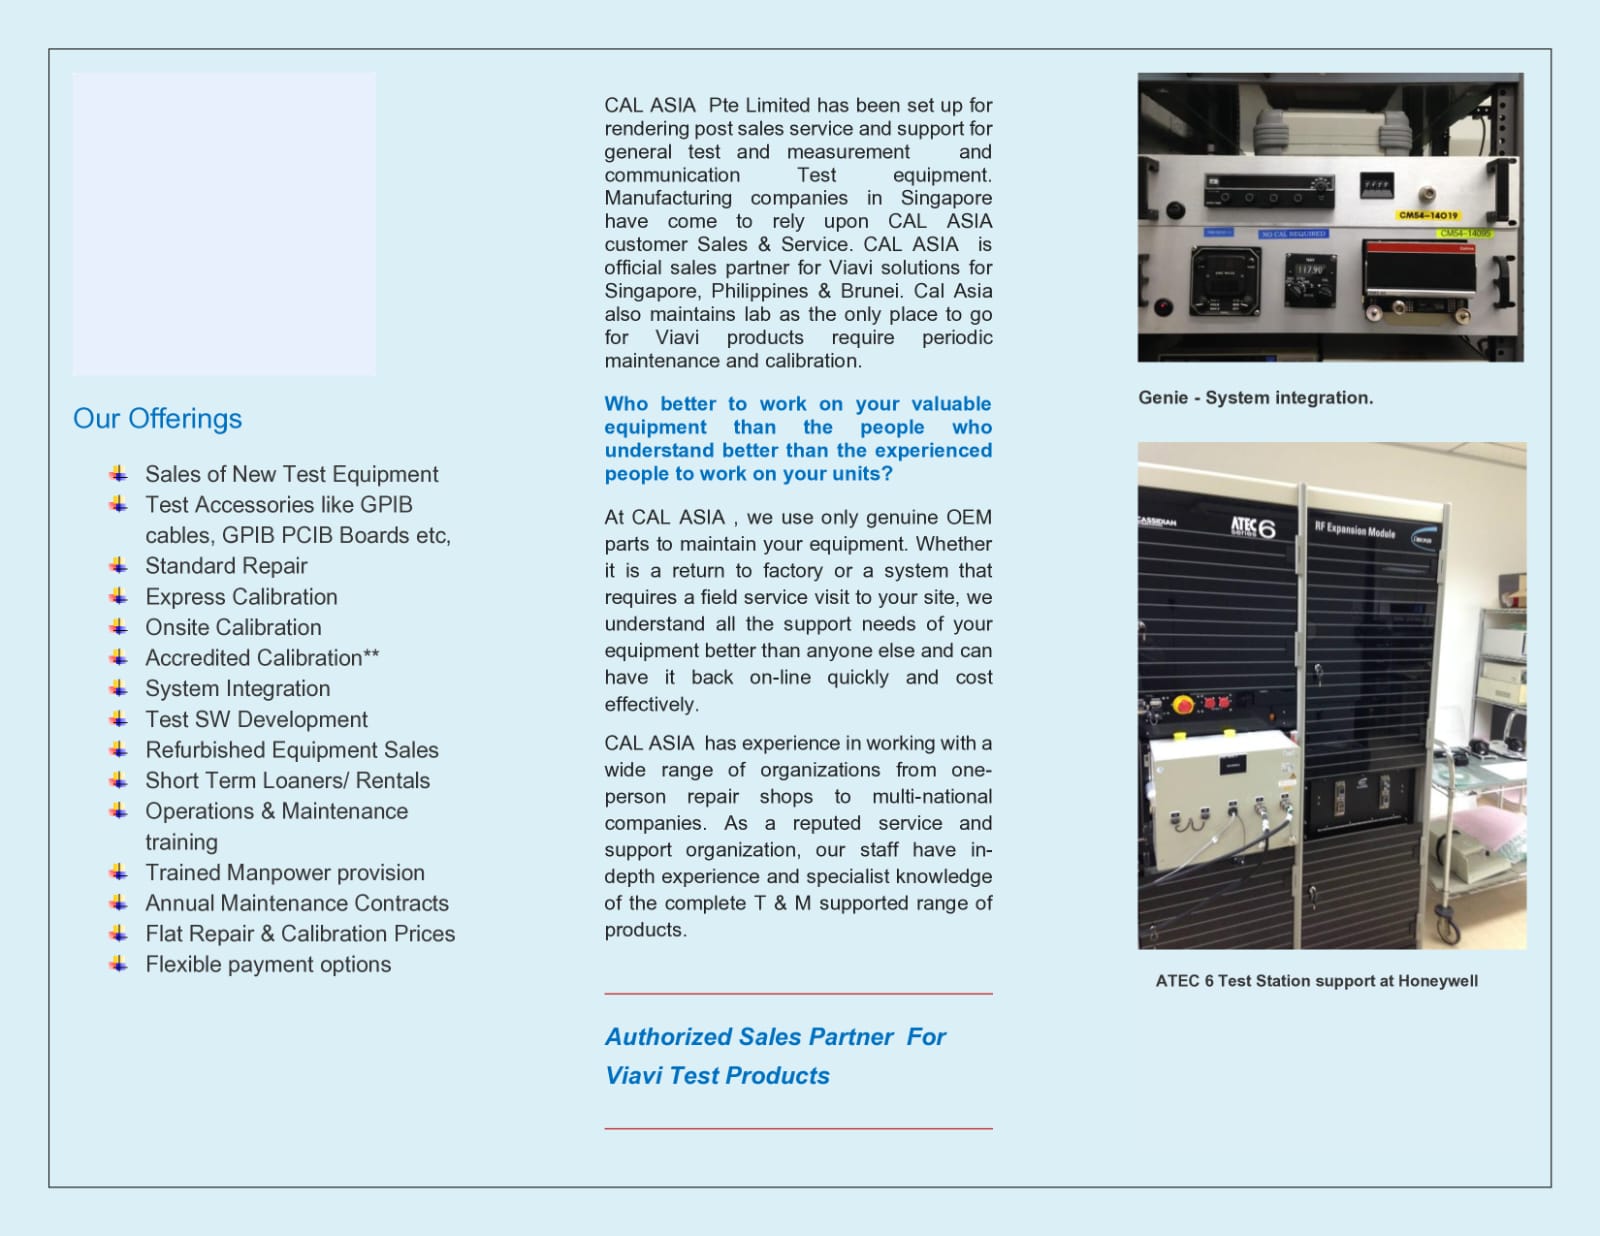 Our Offerings
Sales of New Test Equipment
Test Accessories like GPIB
cables, GPIB PCIB Boards etc,
Standard Repair
Express Calibration
Onsite Calibration
Accredited Calibration**
System Integration
Test SW Development
Refurbished Equipment Sales
Short Term Loaners/ Rentals
Operations & Maintenance
training
Trained Manpower provision
Annual Maintenance Contracts
Flat Repair & Calibration Prices
Flexible payment options
CAL ASIA Pte Limited has been set up for
rendering post sales service and support for
general test and measurement and
communication Test equipment.
Manufacturing companies in Singapore
have come to rely upon CAL ASIA
customer Sales & Service. CAL ASIA is
official sales partner for Viavi solutions for
Singapore, Philippines & Brunei. Cal Asia
also maintains lab as the only place to go
for Viavi products require periodic
maintenance and calibration.
Who better to work on your valuable
equipment than the people who
understand better than the experienced
people to work on your units?
At CAL ASIA , we use only genuine OEM
parts to maintain your equipment. Whether
it is a return to factory or a system that
requires a field service visit to your site, we
understand all the support needs of your
equipment better than anyone else and can
have it back on-line quickly and cost
effectively.
CAL ASIA has experience in working with a
wide range of organizations from one-
person repair shops to multi-national
companies. As a reputed service and
support organization, our staff have in-
depth experience and specialist knowledge
of the complete T & M supported range of
products.
Authorized Sales Partner For
Viavi Test Products
CM54-14019
NO CAL REQUIRED
CM54-14095
117.90
Genie - System integration.
CASSIDIAN
ATEC 6
series
RF Expansion Module
ATEC 6 Test Station support at Honeywell